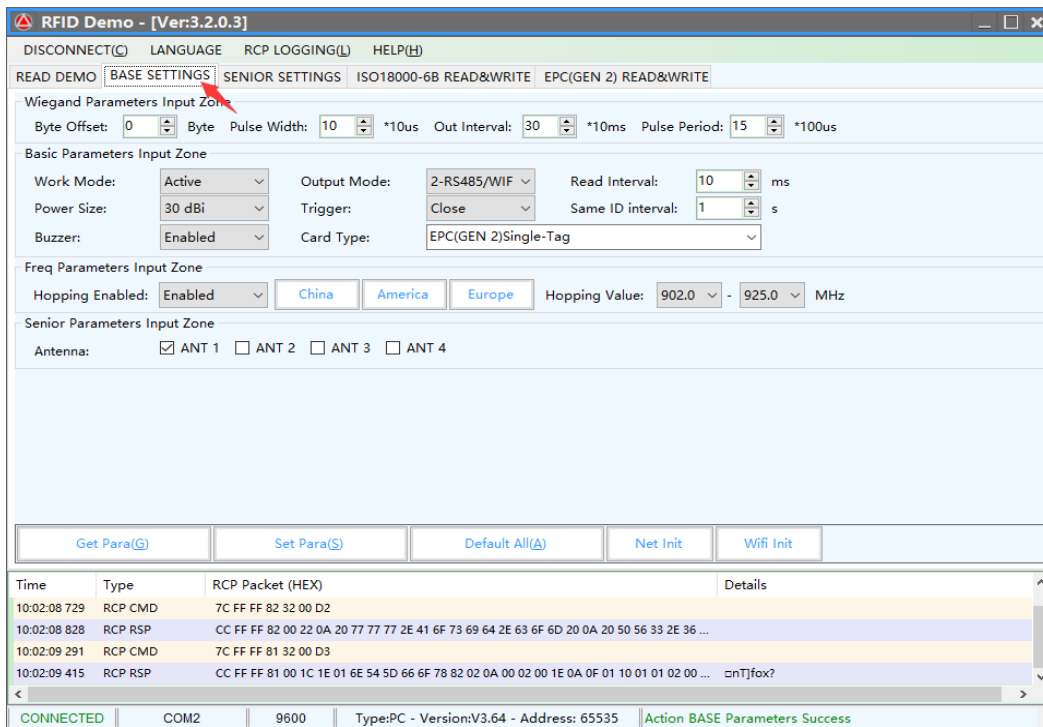 RFID Demo - [Ver:3.2.0.3]
DISCONNECT(C) LANGUAGE RCP LOGGING(L) HELP(H)
READ DEMO BASE SETTINGS SENIOR SETTINGS ISO18000-6B READ&WRITE EPC(GEN 2) READ&WRITE
Wiegand Parameters Input Zone
Byte Offset: 0 Byte Pulse Width: 10 *10us Out Interval: 30 *10ms Pulse Period: 15 *100us
Basic Parameters Input Zone
Work Mode: Active Output Mode: 2-RS485/WIF Read Interval: 10 ms
Power Size: 30 dBi Trigger: Close Same ID interval: 1 s
Buzzer: Enabled Card Type: EPC(GEN 2)Single-Tag
Freq Parameters Input Zone
Hopping Enabled: Enabled China America Europe Hopping Value: 902.0 - 925.0 MHz
Senior Parameters Input Zone
Antenna: ANT 1 ANT 2 ANT 3 ANT 4
Get Para(G) Set Para(S) Default All(A) Net Init Wifi Init
Time Type RCP Packet (HEX) Details
10:02:08 729 RCP CMD 7C FF FF 82 32 00 D2
10:02:08 828 RCP RSP CC FF FF 82 00 22 0A 20 77 77 77 2E 41 6F 73 69 64 2E 63 6F 6D 20 0A 20 50 56 33 2E 36 ...
10:02:09 291 RCP CMD 7C FF FF 81 32 00 D3
10:02:09 415 RCP RSP CC FF FF 81 00 1C 1E 01 6E 54 5D 66 6F 78 82 02 0A 00 02 00 1E 0A 0F 01 10 01 01 02 00 ... □nT]fox?
CONNECTED COM2 9600 Type:PC - Version:V3.64 - Address: 65535 Action BASE Parameters Success